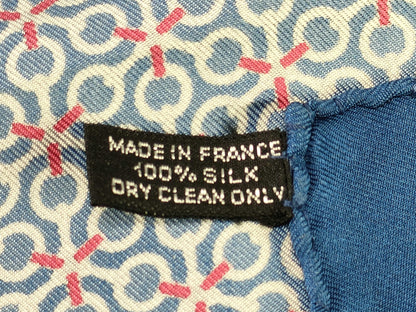 MADE IN FRANCE
100% SILK
DRY CLEAN ONLY